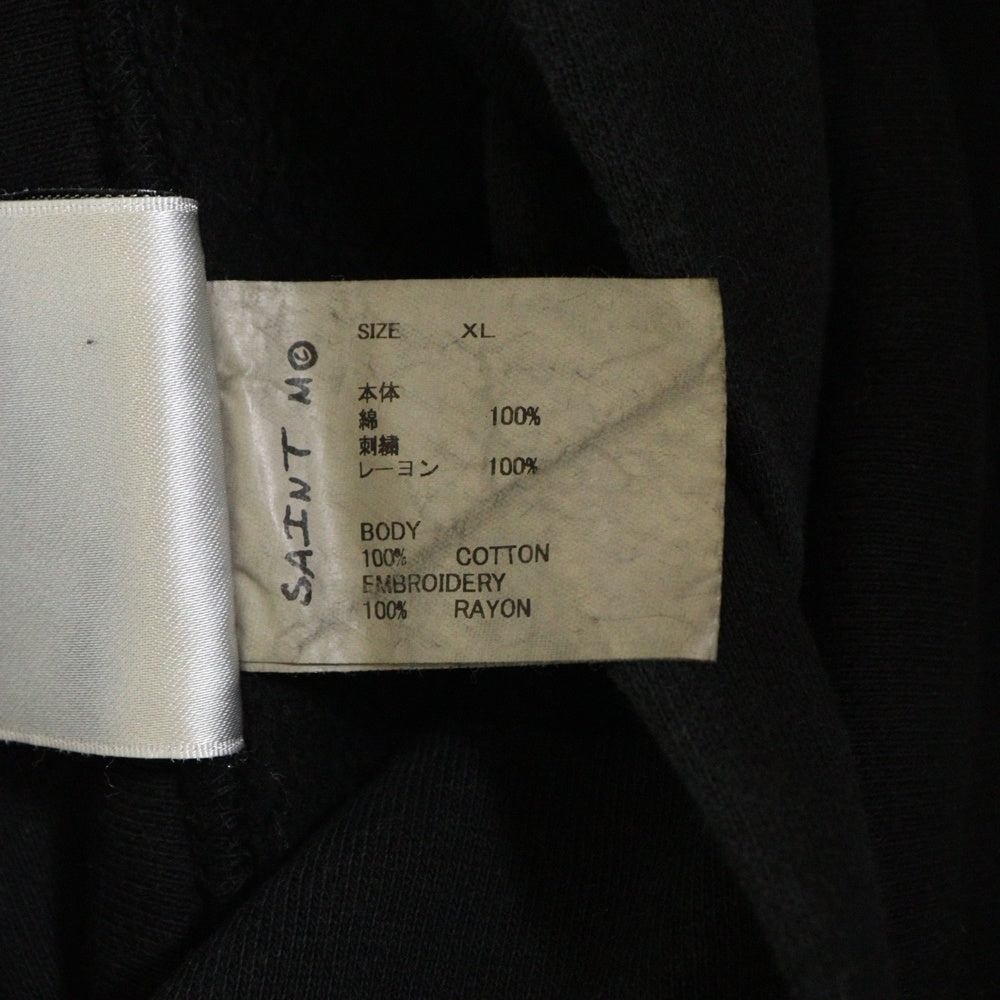 SAINT M©
SIZE XL
本体
綿 100%
刺繍
レーヨン 100%
BODY
100% COTTON
EMBROIDERY
100% RAYON